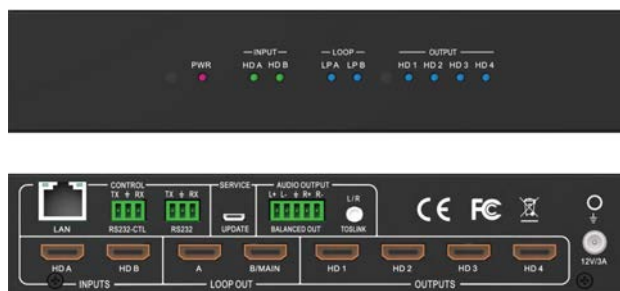 INPUT LOOP OUTPUT
PWR HD A HD B LP A LP B HD 1 HD 2 HD 3 HD 4
CONTROL SERVICE AUDIO OUTPUT
TX ⏚ RX TX ⏚ RX L+ L- ⏚ R+ R- L/R
CE FC
LAN RS232-CTL RS232 UPDATE BALANCED OUT TOSLINK
12V/3A
HD A HD B A B/MAIN HD 1 HD 2 HD 3 HD 4
INPUTS LOOP OUT OUTPUTS